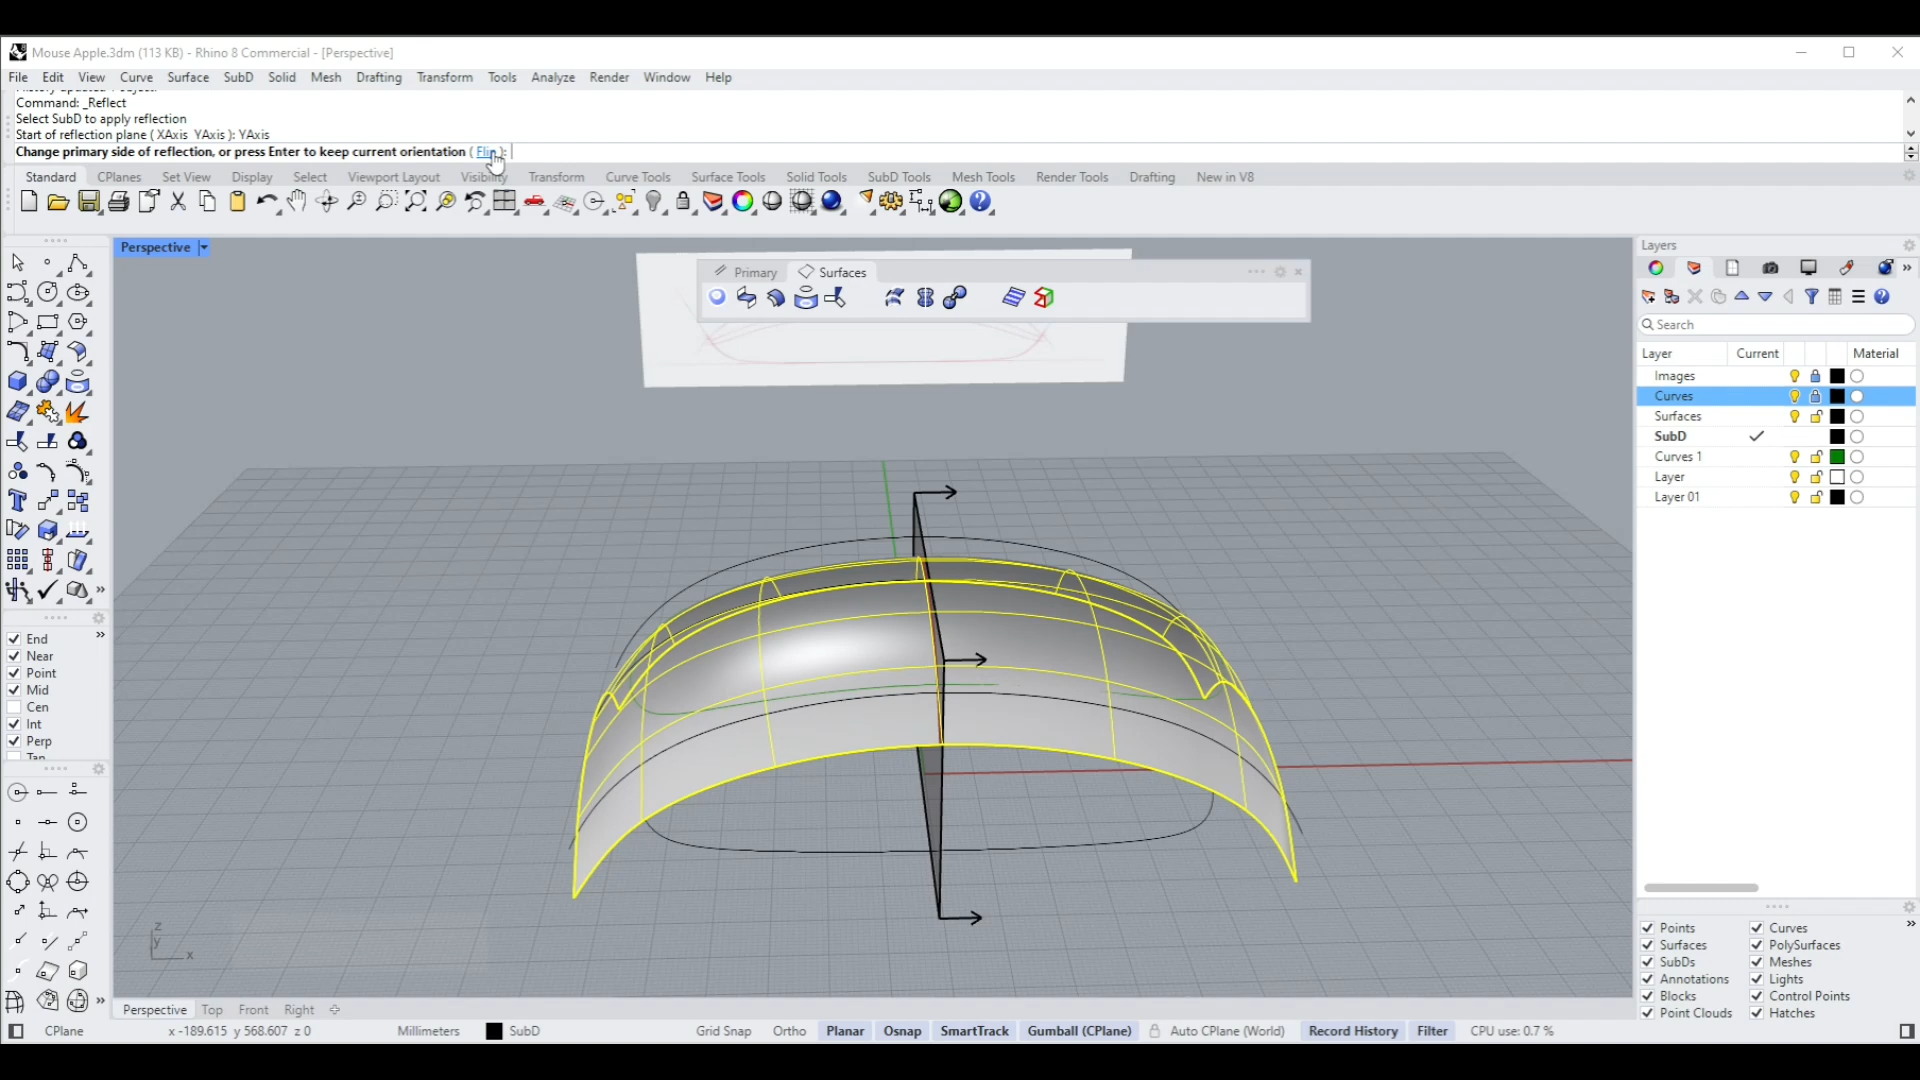 Mouse Apple.3dm (113 KB) - Rhino 8 Commercial - [Perspective]
File Edit View Curve Surface SubD Solid Mesh Drafting Transform Tools Analyze Render Window Help
Command: _Reflect
Select SubD to apply reflection
Start of reflection plane ( XAxis YAxis ): YAxis
Change primary side of reflection, or press Enter to keep current orientation ( Flip ):
Standard CPlanes Set View Display Select Viewport Layout Visibility Transform Curve Tools Surface Tools Solid Tools SubD Tools Mesh Tools Render Tools Drafting New in V8
Perspective
Primary Surfaces
Layers
Search
Layer Current Material
Images
Curves
Surfaces
SubD
Curves 1
Layer
Layer 01
End
Near
Point
Mid
Cen
Int
Perp
z
y
x
Points Curves
Surfaces PolySurfaces
SubDs Meshes
Annotations Lights
Blocks Control Points
Point Clouds Hatches
Perspective Top Front Right
CPlane x -189.615 y 568.607 z 0 Millimeters SubD Grid Snap Ortho Planar Osnap SmartTrack Gumball (CPlane) Auto CPlane (World) Record History Filter CPU use: 0.7 %